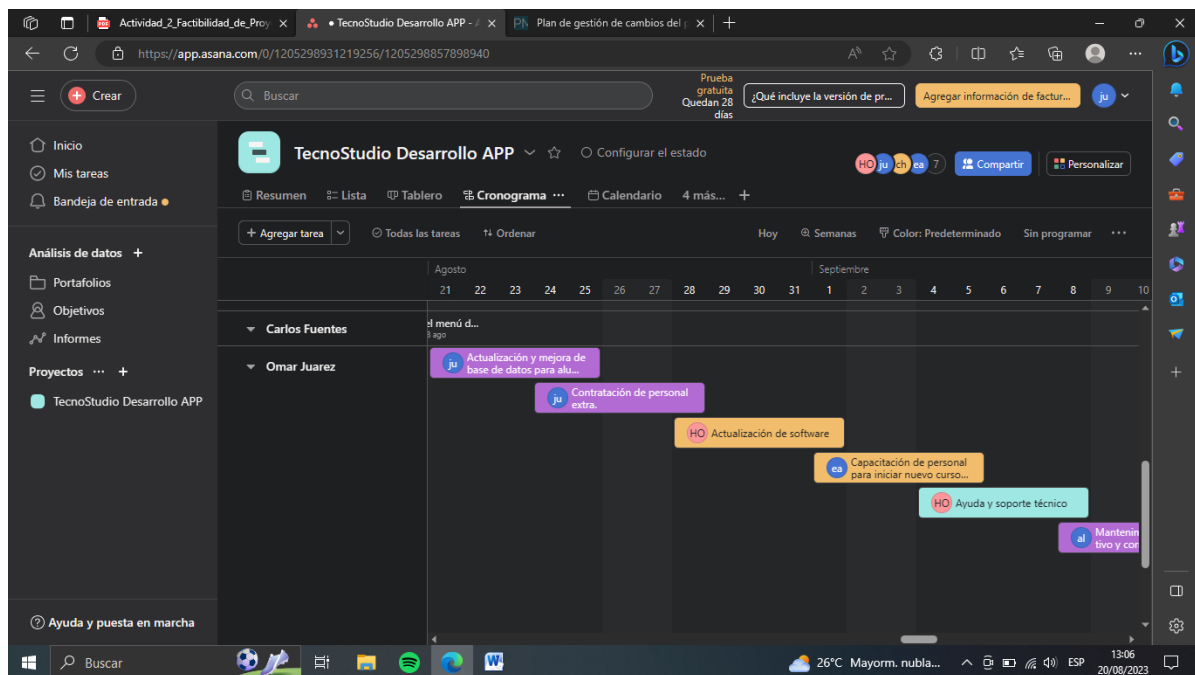 Actividad_2_Factibilidad_de_Proy
• TecnoStudio Desarrollo APP - A
PN Plan de gestión de cambios del p
https://app.asana.com/0/1205298931219256/1205298857898940
Crear
Buscar
Prueba
gratuita
Quedan 28
días
¿Qué incluye la versión de pr...
Agregar información de factur...
ju
Inicio
Mis tareas
Bandeja de entrada
Análisis de datos +
Portafolios
Objetivos
Informes
Proyectos ... +
TecnoStudio Desarrollo APP
Ayuda y puesta en marcha
TecnoStudio Desarrollo APP
Configurar el estado
HO ju ch ea 7
Compartir
Personalizar
Resumen Lista Tablero Cronograma ... Calendario 4 más... +
+ Agregar tarea Todas las tareas Ordenar Hoy Semanas Color: Predeterminado Sin programar ...
Agosto Septiembre
21 22 23 24 25 26 27 28 29 30 31 1 2 3 4 5 6 7 8 9 10
Carlos Fuentes
el menú d...
ago
Omar Juarez
ju Actualización y mejora de
base de datos para alu...
ju Contratación de personal
extra.
HO Actualización de software
ea Capacitación de personal
para iniciar nuevo curso...
HO Ayuda y soporte técnico
al Mantenin
tivo y cor
Buscar
26°C Mayorm. nubla...
ESP
13:06
20/08/2023